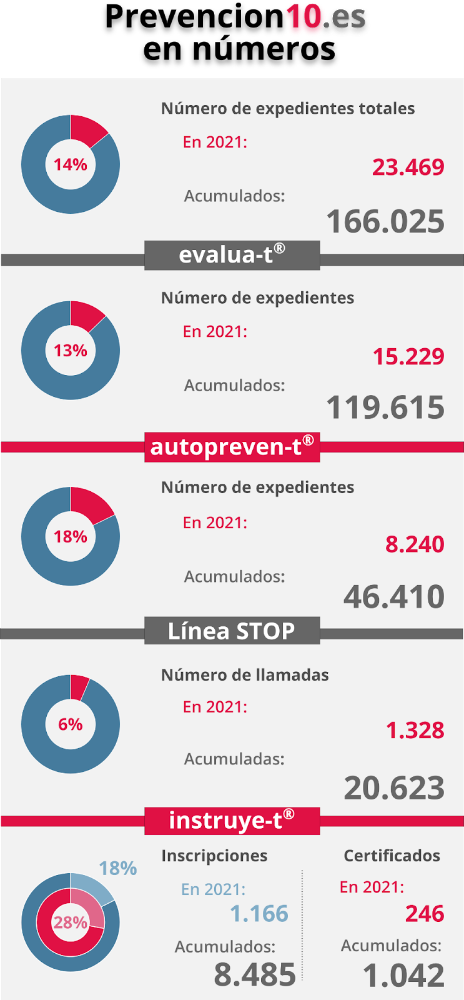 Prevencion10.es
en números
Número de expedientes totales
En 2021:
14%
23.469
Acumulados:
166.025
evalua-t®
Número de expedientes
En 2021:
13%
15.229
Acumulados:
119.615
autopreven-t®
Número de expedientes
En 2021:
18%
8.240
Acumulados:
46.410
Línea STOP
Número de llamadas
En 2021:
6%
1.328
Acumuladas:
20.623
instruye-t®
18%
28%
Inscripciones
En 2021:
1.166
Acumulados:
8.485
Certificados
En 2021:
246
Acumulados:
1.042